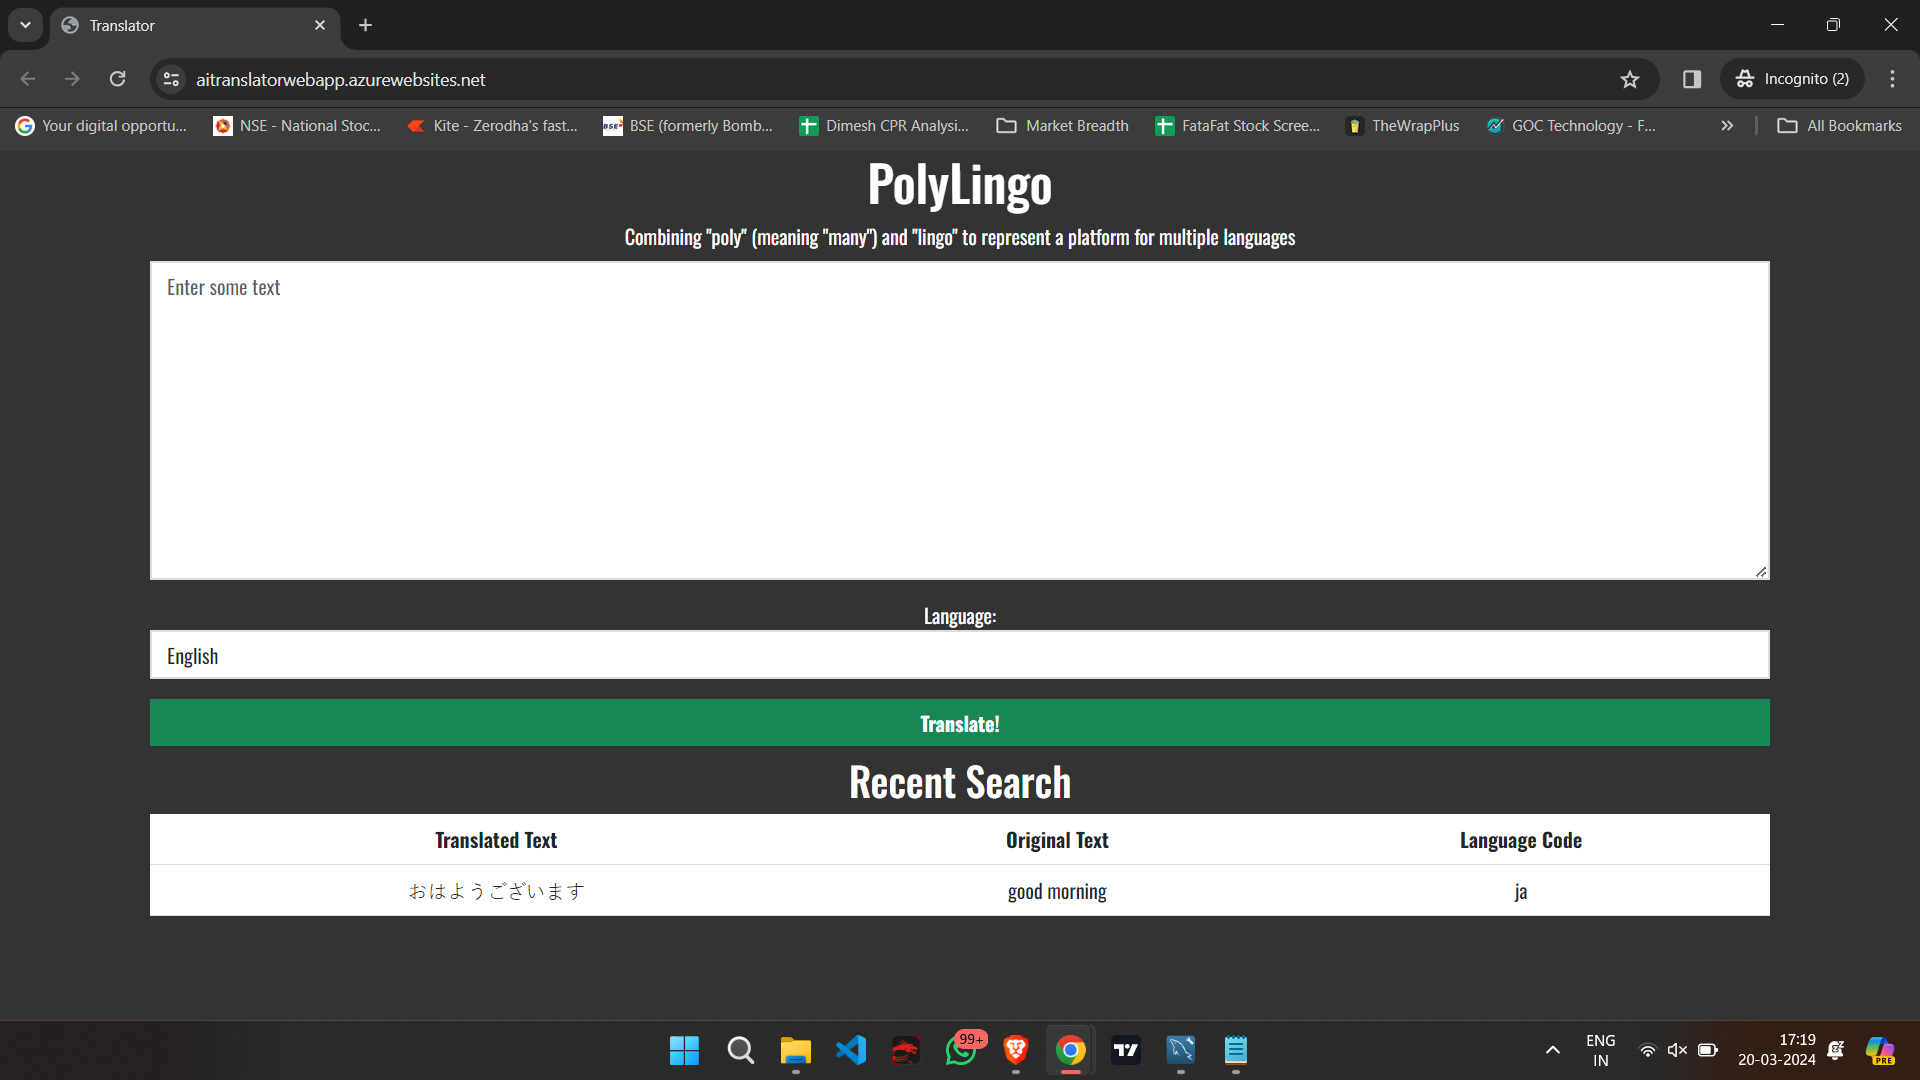 Translator
aitranslatorwebapp.azurewebsites.net
Incognito (2)
Your digital opportu...
NSE - National Stoc...
Kite - Zerodha's fast...
BSE (formerly Bomb...
Dimesh CPR Analysi...
Market Breadth
FataFat Stock Scree...
TheWrapPlus
GOC Technology - F...
All Bookmarks
PolyLingo
Combining "poly" (meaning "many") and "lingo" to represent a platform for multiple languages
Enter some text
Language:
English
Translate!
Recent Search
Translated Text Original Text Language Code
おはようございます good morning ja
99+
ENG
IN
17:19
20-03-2024
PRE